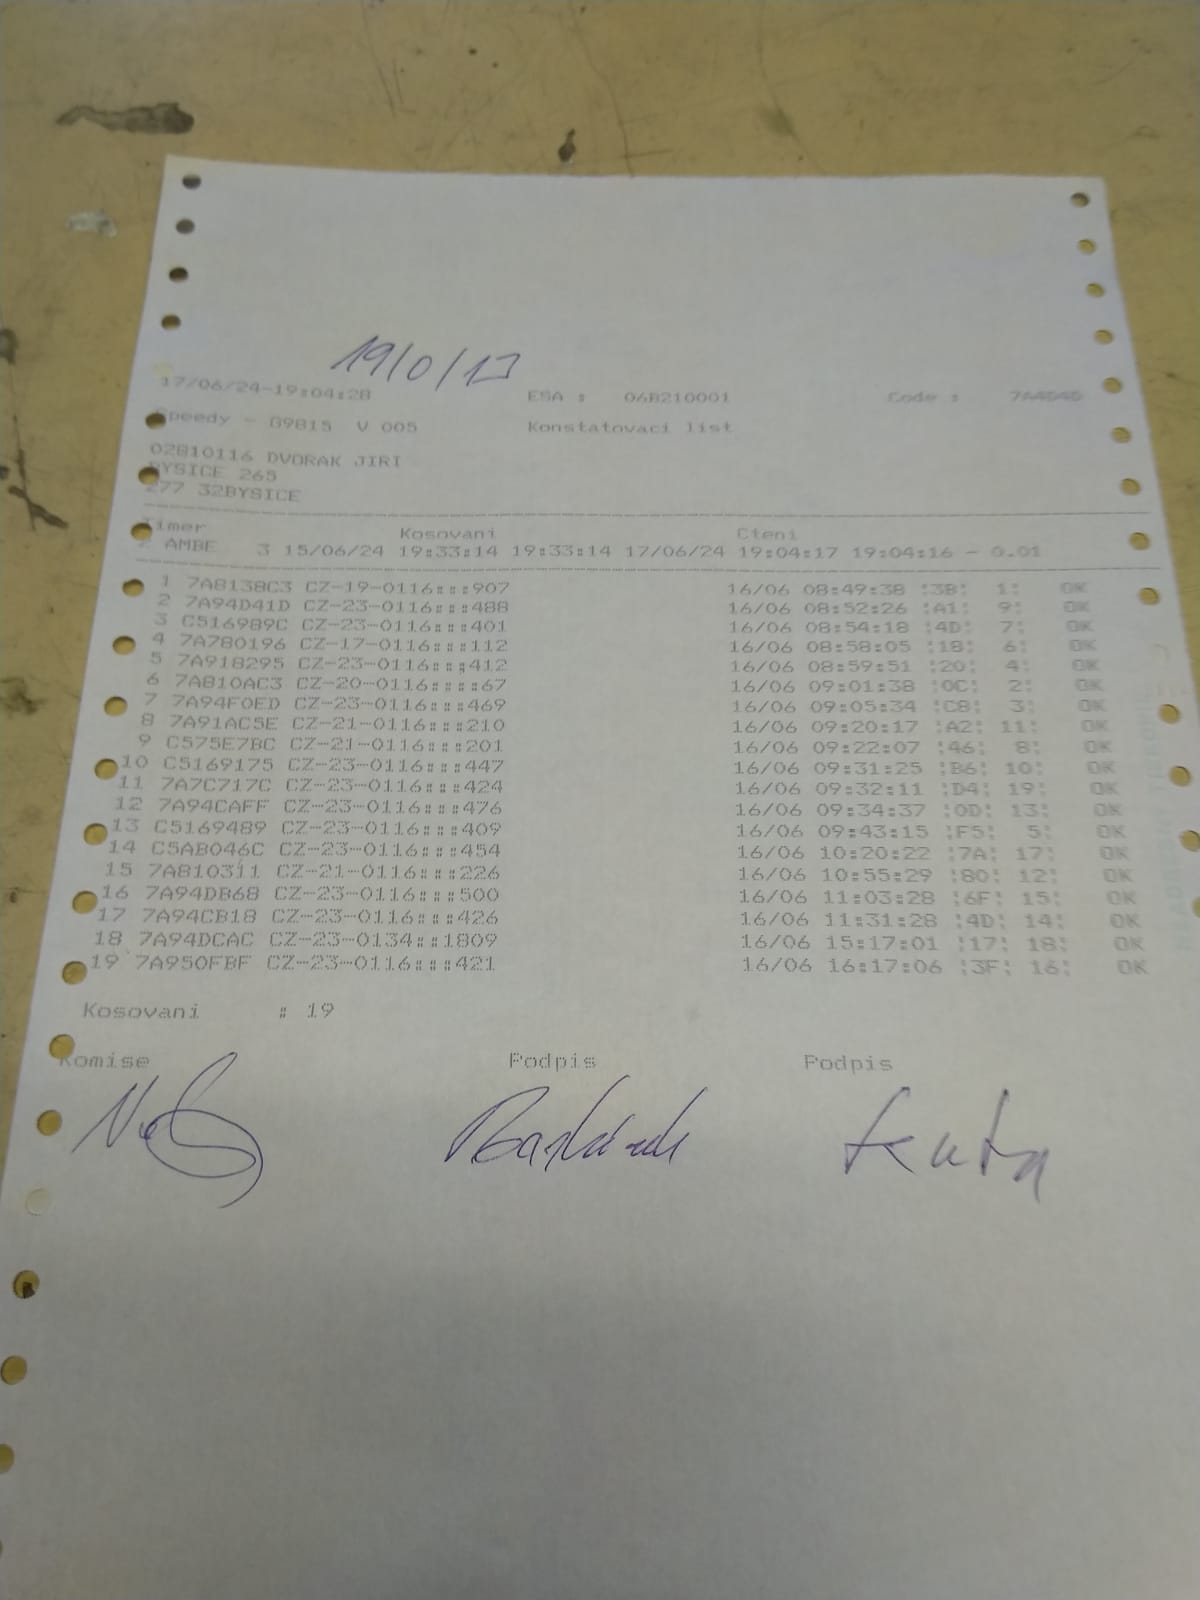 19/0/13
17/06/24-19:04:28 ESA : 06B210001 Code :
Speedy - G9815 V 005 Konstatovaci list
02810116 DVORAK JIRI
BYSICE 265
277 32BYSICE
Timer Kosovani Cteni
AMBE 3 15/06/24 19:33:14 19:33:14 17/06/24 19:04:17 19:04:16 - 0.01
1 7A8138C3 CZ-19-0116:::907 16/06 08:49:38 :3B: 1: OK
2 7A94D41D CZ-23-0116:::488 16/06 08:52:26 :A1: 9: OK
3 C516989C CZ-23-0116:::401 16/06 08:54:18 :4D: 7: OK
4 7A780196 CZ-17-0116:::112 16/06 08:58:05 :18: 6: OK
5 7A918295 CZ-23-0116:::412 16/06 08:59:51 :20: 4: OK
6 7A810AC3 CZ-20-0116::::67 16/06 09:01:38 :0C: 2: OK
7 7A94F0ED CZ-23-0116:::469 16/06 09:05:34 :C8: 3: OK
8 7A91AC5E CZ-21-0116:::210 16/06 09:20:17 :A2: 11: OK
9 C575E7BC CZ-21-0116:::201 16/06 09:22:07 :46: 8: OK
10 C5169175 CZ-23-0116:::447 16/06 09:31:25 :B6: 10: OK
11 7A7C717C CZ-23-0116:::424 16/06 09:32:11 :D4: 19: OK
12 7A94CAFF CZ-23-0116:::476 16/06 09:34:37 :0D: 13: OK
13 C5169489 CZ-23-0116:::409 16/06 09:43:15 :F5: 5: OK
14 C5AB046C CZ-23-0116:::454 16/06 10:20:22 :7A: 17: OK
15 7A810311 CZ-21-0116:::226 16/06 10:55:29 :80: 12: OK
16 7A94DB68 CZ-23-0116:::500 16/06 11:03:28 :6F: 15: OK
17 7A94CB18 CZ-23-0116:::426 16/06 11:31:28 :4D: 14: OK
18 7A94DCAC CZ-23-0134::1809 16/06 15:17:01 :17: 18: OK
19 7A950FBF CZ-23-0116:::421 16/06 16:17:06 :3F: 16: OK
Kosovani : 19
Komise Podpis Podpis